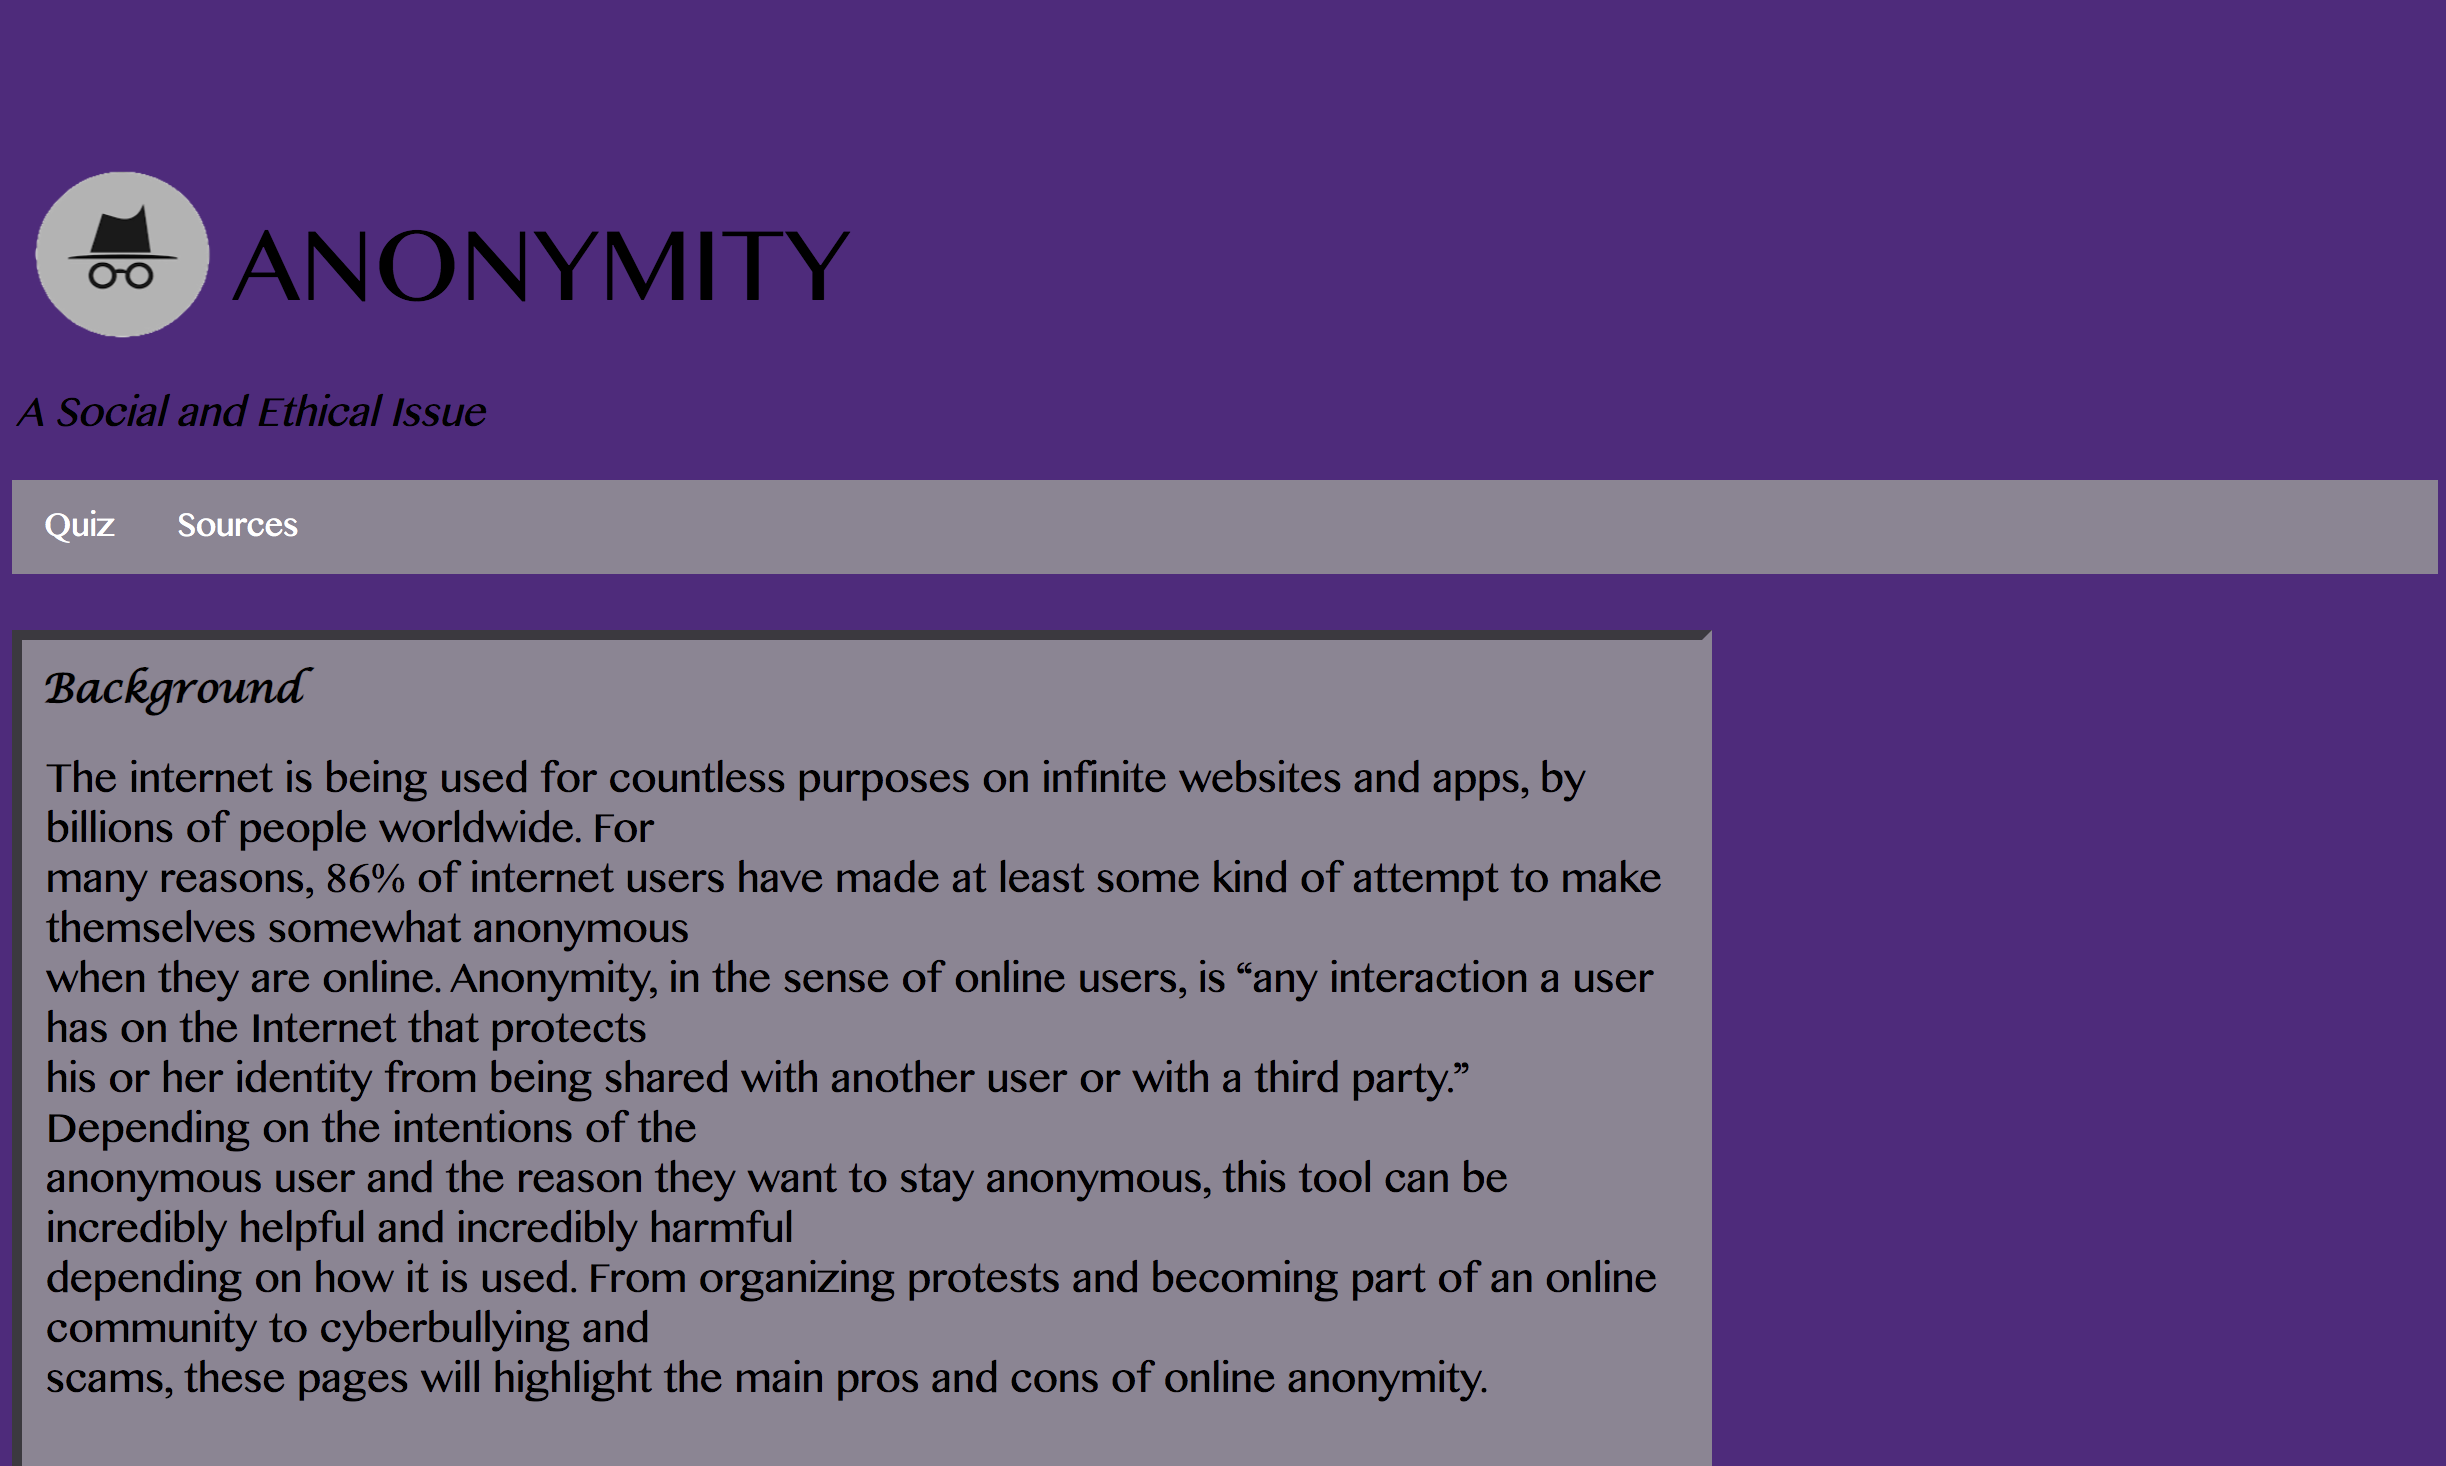 ANONYMITY
A Social and Ethical Issue
Quiz Sources
Background
The internet is being used for countless purposes on infinite websites and apps, by
billions of people worldwide. For
many reasons, 86% of internet users have made at least some kind of attempt to make
themselves somewhat anonymous
when they are online. Anonymity, in the sense of online users, is “any interaction a user
has on the Internet that protects
his or her identity from being shared with another user or with a third party.”
Depending on the intentions of the
anonymous user and the reason they want to stay anonymous, this tool can be
incredibly helpful and incredibly harmful
depending on how it is used. From organizing protests and becoming part of an online
community to cyberbullying and
scams, these pages will highlight the main pros and cons of online anonymity.